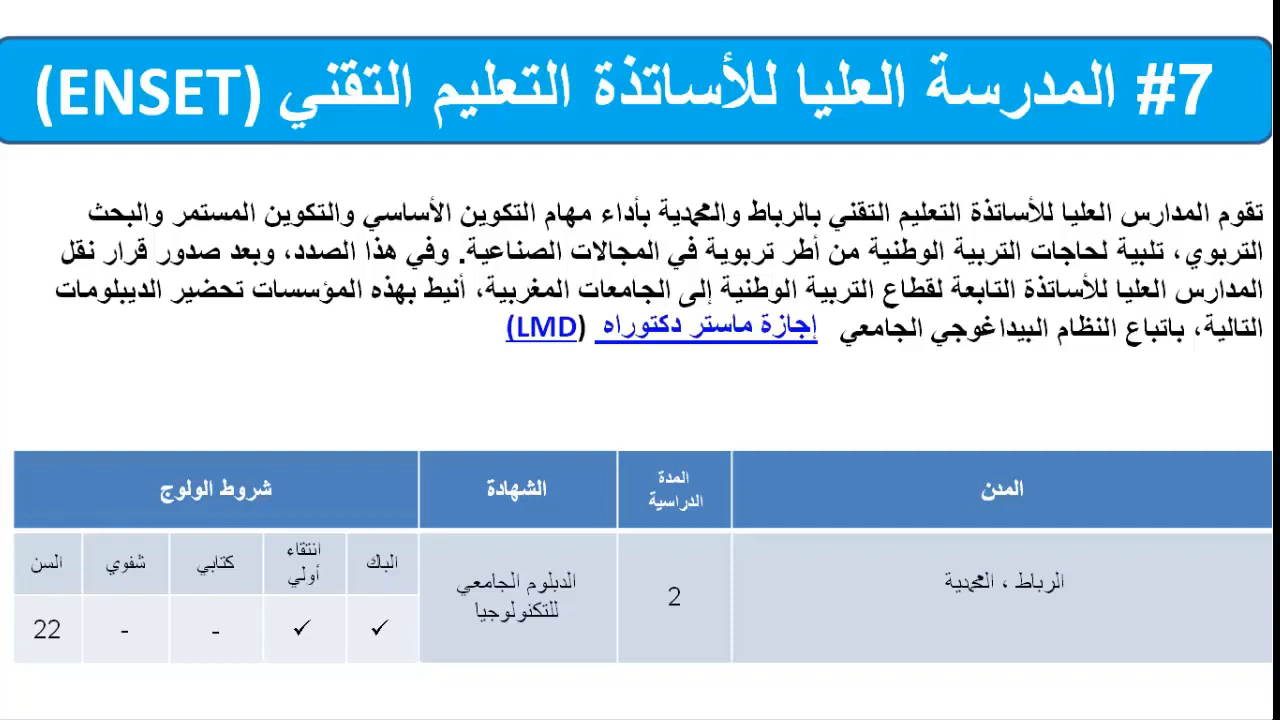 #7 المدرسة العليا للأساتذة التعليم التقني (ENSET)
تقوم المدارس العليا للأساتذة التعليم التقني بالرباط والمحمدية بأداء مهام التكوين الأساسي والتكوين المستمر والبحث
التربوي، تلبية لحاجات التربية الوطنية من أطر تربوية في المجالات الصناعية. وفي هذا الصدد، وبعد صدور قرار نقل
المدارس العليا للأساتذة التابعة لقطاع التربية الوطنية إلى الجامعات المغربية، أنيط بهذه المؤسسات تحضير الديبلومات
التالية، باتباع النظام البيداغوجي الجامعي إجازة ماستر دكتوراه (LMD)
المدن
المدة
الدراسية
الشهادة
شروط الولوج
الرباط ، المحمدية
2
الدبلوم الجامعي
للتكنولوجيا
الباك
انتقاء
أولي
كتابي
شفوي
السن
✓ ✓ - - 22